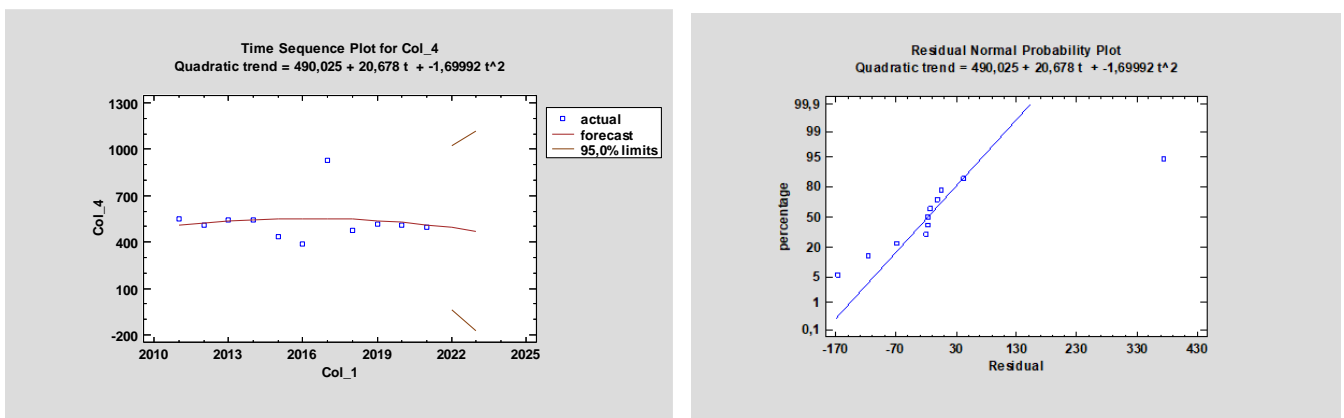 Time Sequence Plot for Col_4
Quadratic trend = 490,025 + 20,678 t + -1,69992 t^2
1300
1000
700
400
100
-200
Col_4
2010 2013 2016 2019 2022 2025
Col_1
actual
forecast
95,0% limits
Residual Normal Probability Plot
Quadratic trend = 490,025 + 20,678 t + -1,69992 t^2
99,9
99
95
80
50
20
5
1
0,1
percentage
-170 -70 30 130 230 330 430
Residual